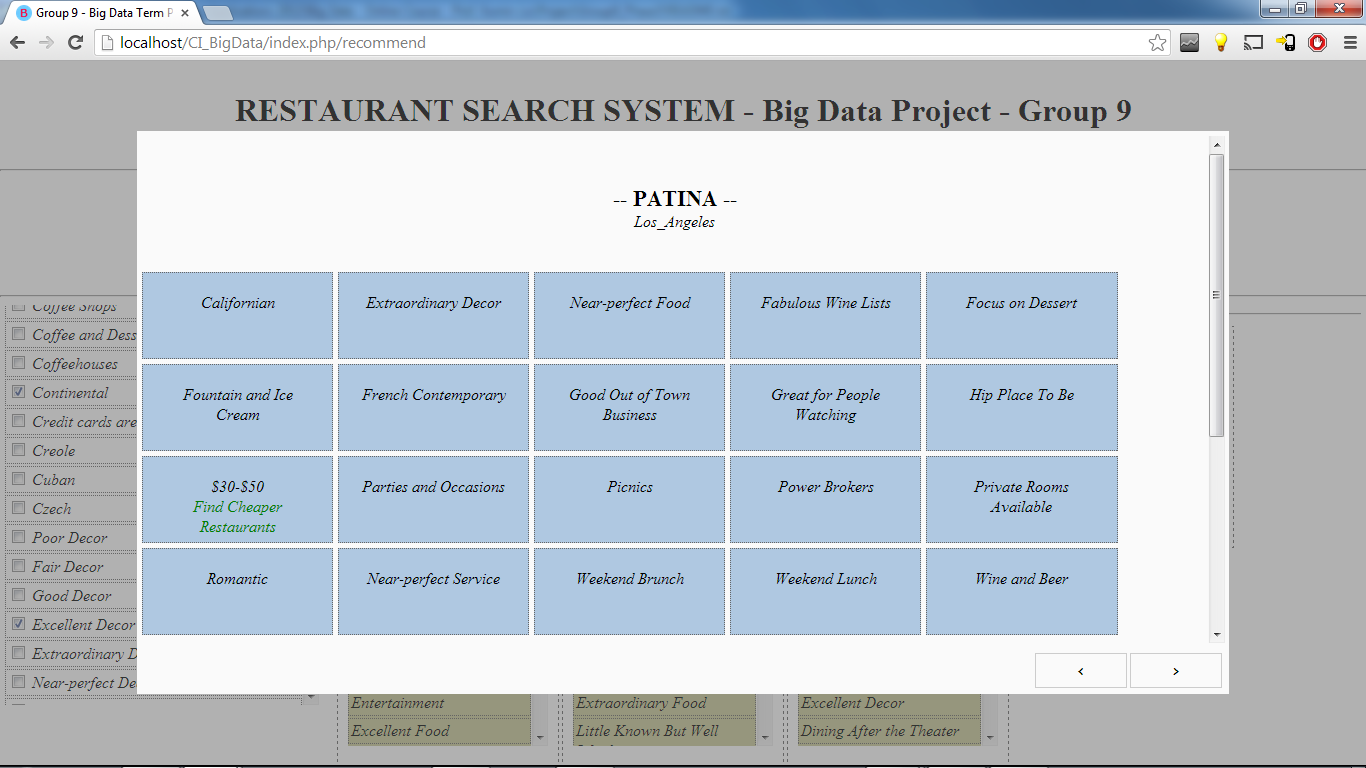 Group 9 - Big Data Term P
localhost/CI_BigData/index.php/recommend
RESTAURANT SEARCH SYSTEM - Big Data Project - Group 9
-- PATINA --
Los_Angeles
Californian
Extraordinary Decor
Near-perfect Food
Fabulous Wine Lists
Focus on Dessert
Fountain and Ice
Cream
French Contemporary
Good Out of Town
Business
Great for People
Watching
Hip Place To Be
$30-$50
Find Cheaper
Restaurants
Parties and Occasions
Picnics
Power Brokers
Private Rooms
Available
Romantic
Near-perfect Service
Weekend Brunch
Weekend Lunch
Wine and Beer
<
>
Coffee Shops
Coffee and Dess
Coffeehouses
Continental
Credit cards are
Creole
Cuban
Czech
Poor Decor
Fair Decor
Good Decor
Excellent Decor
Extraordinary D
Near-perfect De
Entertainment
Excellent Food
Extraordinary Food
Little Known But Well
Excellent Decor
Dining After the Theater